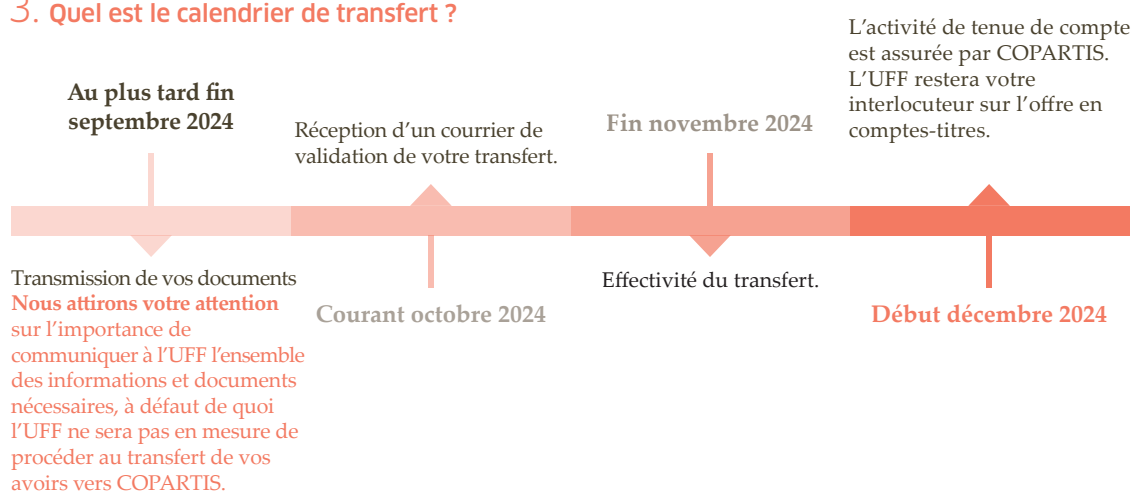 3. Quel est le calendrier de transfert ?
Au plus tard fin
septembre 2024
Transmission de vos documents
Nous attirons votre attention
sur l’importance de
communiquer à l’UFF l’ensemble
des informations et documents
nécessaires, à défaut de quoi
l’UFF ne sera pas en mesure de
procéder au transfert de vos
avoirs vers COPARTIS.
Réception d’un courrier de
validation de votre transfert.
Courant octobre 2024
Fin novembre 2024
Effectivité du transfert.
L’activité de tenue de compte
est assurée par COPARTIS.
L’UFF restera votre
interlocuteur sur l’offre en
comptes-titres.
Début décembre 2024